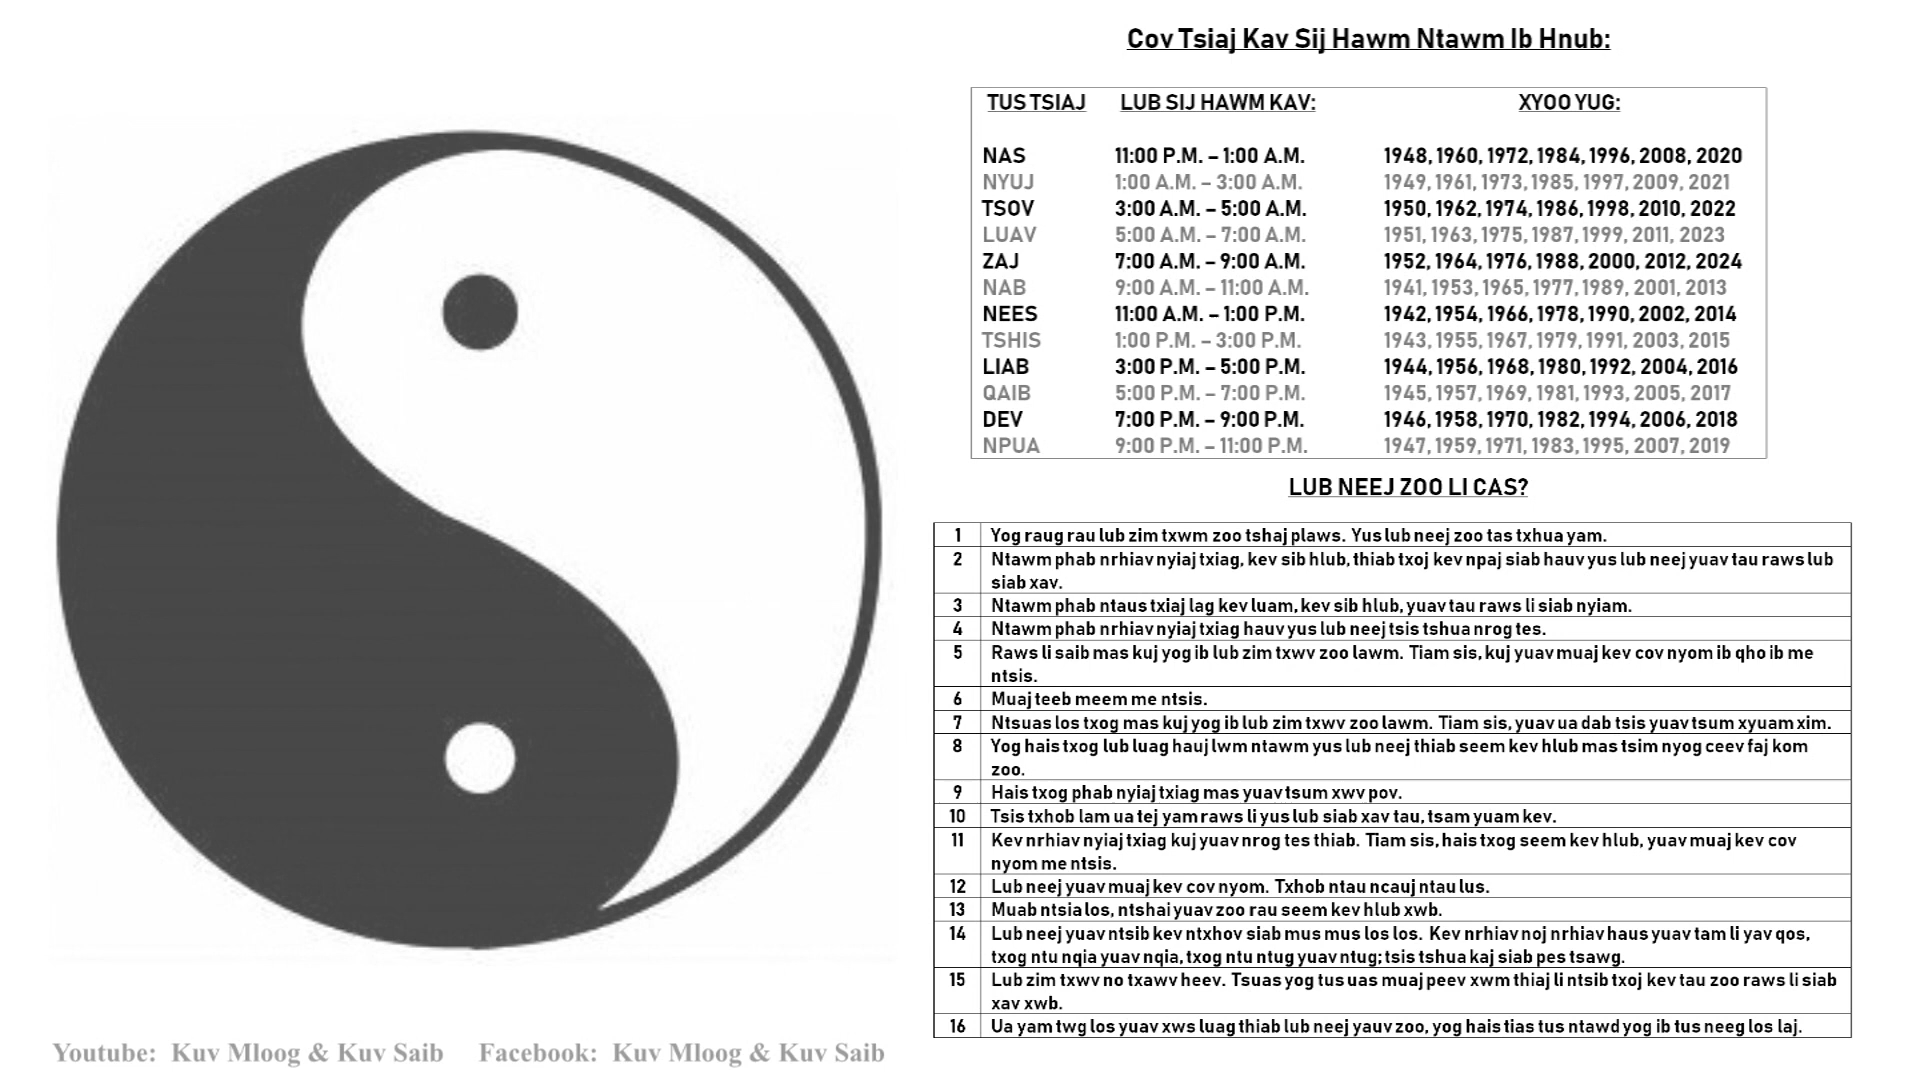 Cov Tsiaj Kav Sij Hawm Ntawm Ib Hnub:
TUS TSIAJ LUB SIJ HAWM KAV: XYOO YUG:
NAS 11:00 P.M. – 1:00 A.M. 1948, 1960, 1972, 1984, 1996, 2008, 2020
NYUJ 1:00 A.M. – 3:00 A.M. 1949, 1961, 1973, 1985, 1997, 2009, 2021
TSOV 3:00 A.M. – 5:00 A.M. 1950, 1962, 1974, 1986, 1998, 2010, 2022
LUAV 5:00 A.M. – 7:00 A.M. 1951, 1963, 1975, 1987, 1999, 2011, 2023
ZAJ 7:00 A.M. – 9:00 A.M. 1952, 1964, 1976, 1988, 2000, 2012, 2024
NAB 9:00 A.M. – 11:00 A.M. 1941, 1953, 1965, 1977, 1989, 2001, 2013
NEES 11:00 A.M. – 1:00 P.M. 1942, 1954, 1966, 1978, 1990, 2002, 2014
TSHIS 1:00 P.M. – 3:00 P.M. 1943, 1955, 1967, 1979, 1991, 2003, 2015
LIAB 3:00 P.M. – 5:00 P.M. 1944, 1956, 1968, 1980, 1992, 2004, 2016
QAIB 5:00 P.M. – 7:00 P.M. 1945, 1957, 1969, 1981, 1993, 2005, 2017
DEV 7:00 P.M. – 9:00 P.M. 1946, 1958, 1970, 1982, 1994, 2006, 2018
NPUA 9:00 P.M. – 11:00 P.M. 1947, 1959, 1971, 1983, 1995, 2007, 2019
LUB NEEJ ZOO LI CAS?
1 Yog raug rau lub zim txwm zoo tshaj plaws. Yus lub neej zoo tas txhua yam.
2 Ntawm phab nrhiav nyiaj txiag, kev sib hlub, thiab txoj kev npaj siab hauv yus lub neej yuav tau raws lub
siab xav.
3 Ntawm phab ntaus txiaj lag kev luam, kev sib hlub, yuav tau raws li siab nyiam.
4 Ntawm phab nrhiav nyiaj txiag hauv yus lub neej tsis tshua nrog tes.
5 Raws li saib mas kuj yog ib lub zim txwv zoo lawm. Tiam sis, kuj yuav muaj kev cov nyom ib qho ib me
ntsis.
6 Muaj teeb meem me ntsis.
7 Ntsuas los txog mas kuj yog ib lub zim txwv zoo lawm. Tiam sis, yuav ua dab tsis yuav tsum xyuam xim.
8 Yog hais txog lub luag hauj lwm ntawm yus lub neej thiab seem kev hlub mas tsim nyog ceev faj kom
zoo.
9 Hais txog phab nyiaj txiag mas yuav tsum xwv pov.
10 Tsis txhob lam ua tej yam raws li yus lub siab xav tau, tsam yuam kev.
11 Kev nrhiav nyiaj txiag kuj yuav nrog tes thiab. Tiam sis, hais txog seem kev hlub, yuav muaj kev cov
nyom me ntsis.
12 Lub neej yuav muaj kev cov nyom. Txhob ntau ncauj ntau lus.
13 Muab ntsia los, ntshai yuav zoo rau seem kev hlub xwb.
14 Lub neej yuav ntsib kev ntxhov siab mus mus los los. Kev nrhiav noj nrhiav haus yuav tam li yav qos,
txog ntu nqia yuav nqia, txog ntu ntug yuav ntug; tsis tshua kaj siab pes tsawg.
15 Lub zim txwv no txawv heev. Tsuas yog tus uas muaj peev xwm thiaj li ntsib txoj kev tau zoo raws li siab
xav xwb.
16 Ua yam twg los yuav xws luag thiab lub neej yauv zoo, yog hais tias tus ntawd yog ib tus neeg los laj.
Youtube: Kuv Mloog & Kuv Saib Facebook: Kuv Mloog & Kuv Saib